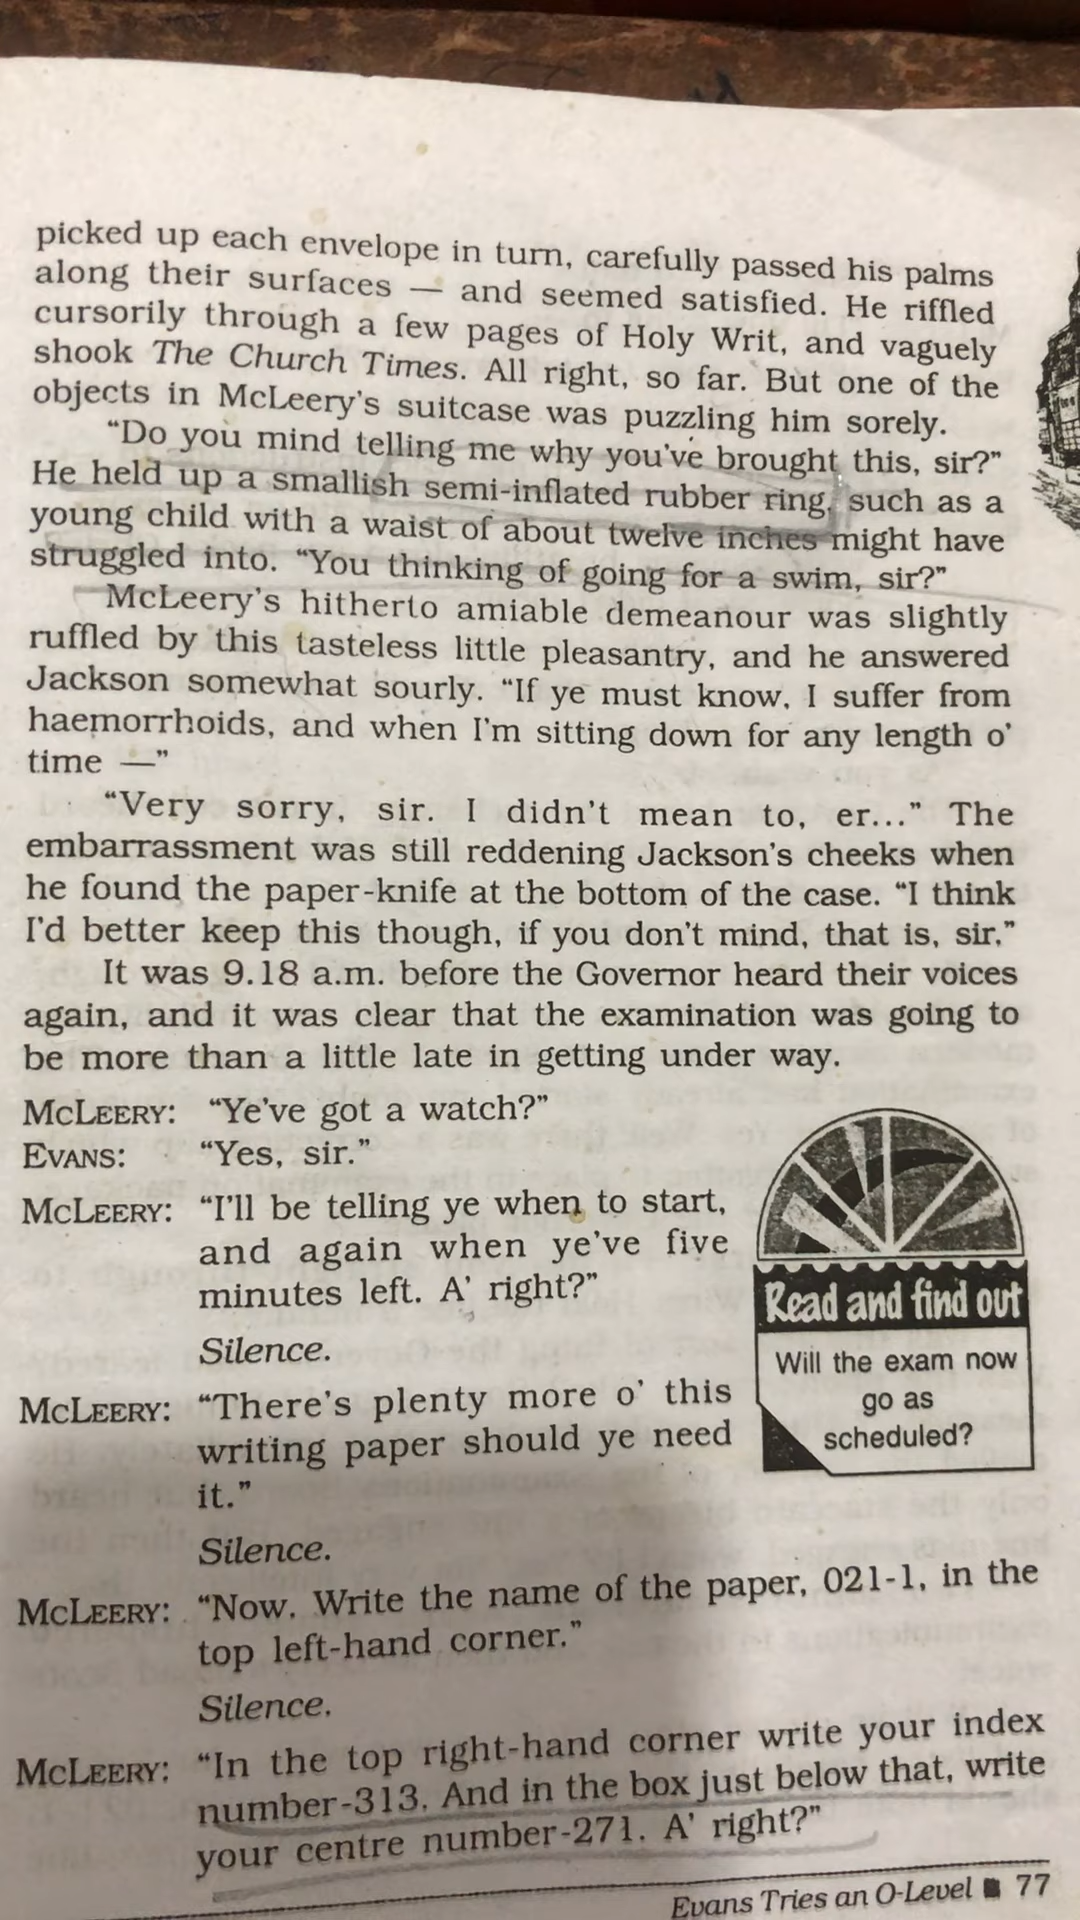 picked up each envelope in turn, carefully passed his palms
along their surfaces — and seemed satisfied. He riffled
cursorily through a few pages of Holy Writ, and vaguely
shook The Church Times. All right, so far. But one of the
objects in McLeery's suitcase was puzzling him sorely.
“Do you mind telling me why you've brought this, sir?”
He held up a smallish semi-inflated rubber ring, such as a
young child with a waist of about twelve inches might have
struggled into. “You thinking of going for a swim, sir?”
McLeery's hitherto amiable demeanour was slightly
ruffled by this tasteless little pleasantry, and he answered
Jackson somewhat sourly. “If ye must know, I suffer from
haemorrhoids, and when I'm sitting down for any length o'
time —”
“Very sorry, sir. I didn't mean to, er...” The
embarrassment was still reddening Jackson's cheeks when
he found the paper-knife at the bottom of the case. “I think
I'd better keep this though, if you don't mind, that is, sir.”
It was 9.18 a.m. before the Governor heard their voices
again, and it was clear that the examination was going to
be more than a little late in getting under way.
MCLEERY: “Ye've got a watch?”
EVANS: “Yes, sir.”
MCLEERY: “I'll be telling ye when to start,
and again when ye've five
minutes left. A' right?”
Silence.
MCLEERY: “There's plenty more o' this
writing paper should ye need
it.”
Silence.
MCLEERY: “Now. Write the name of the paper, 021-1, in the
top left-hand corner.”
Silence.
MCLEERY: “In the top right-hand corner write your index
number-313. And in the box just below that, write
your centre number-271. A' right?”
Read and find out
Will the exam now
go as
scheduled?
Evans Tries an O-Level ■ 77